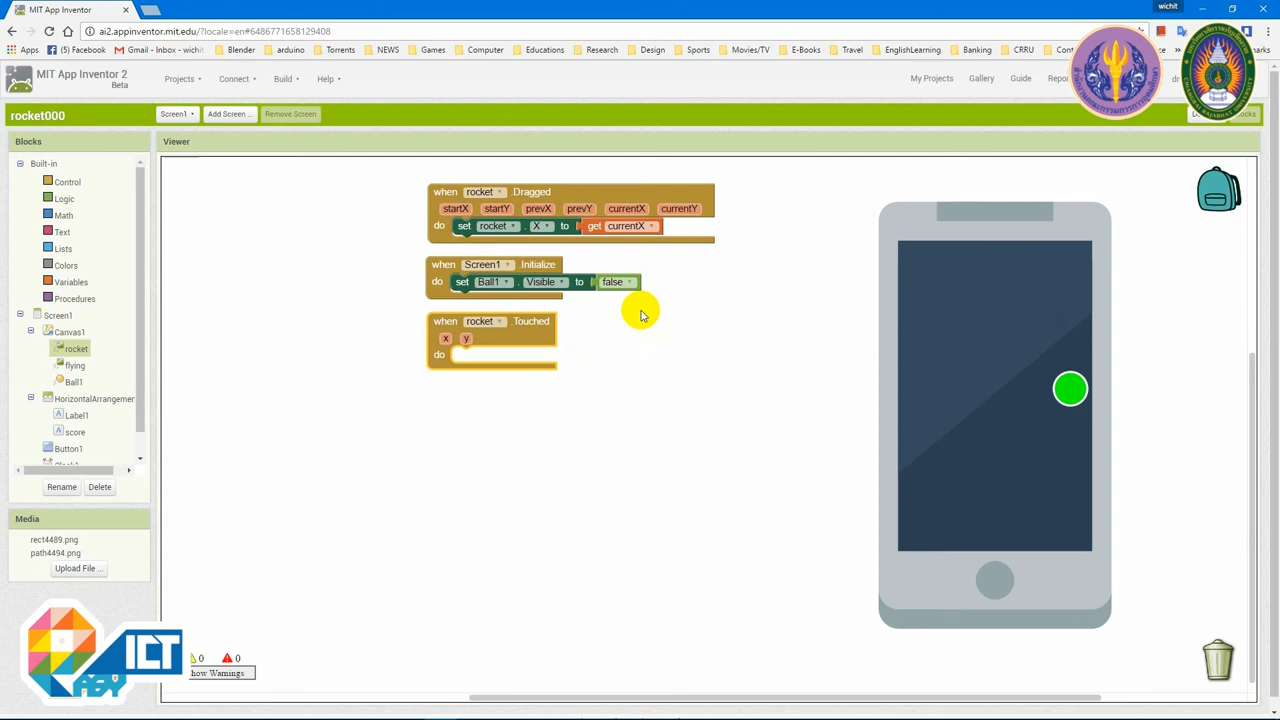 MIT App Inventor
wichit
ai2.appinventor.mit.edu/?locale=en#6486771658129408
Apps
(5) Facebook
Gmail - Inbox - wichit
Blender
arduino
Torrents
NEWS
Games
Computer
Educations
Research
Design
Sports
Movies/TV
E-Books
Travel
EnglishLearning
Banking
CRRU
MIT App Inventor 2
Beta
Projects
Connect
Build
Help
My Projects
Gallery
Guide
rocket000
Screen1
Add Screen ...
Remove Screen
Blocks
Viewer
Built-in
Control
Logic
Math
Text
Lists
Colors
Variables
Procedures
Screen1
Canvas1
rocket
flying
Ball1
HorizontalArrangemen
Label1
score
Button1
Rename
Delete
Media
rect4489.png
path4494.png
Upload File ...
when rocket .Dragged
startX startY prevX prevY currentX currentY
do set rocket . X to get currentX
when Screen1 .Initialize
do set Ball1 . Visible to false
when rocket .Touched
x y
do
0 0
how Warnings
ICT